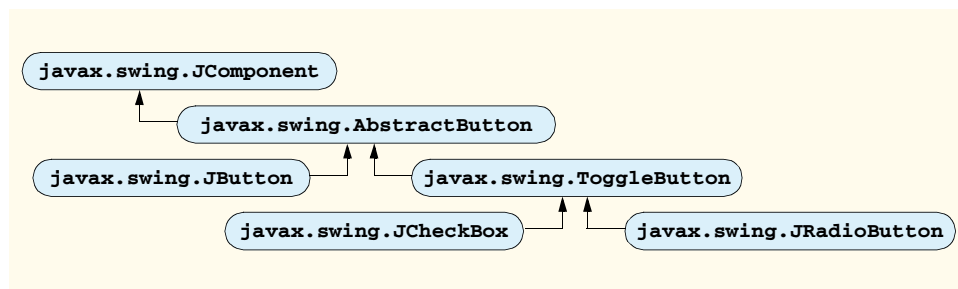 javax.swing.JComponent
javax.swing.AbstractButton
javax.swing.JButton
javax.swing.ToggleButton
javax.swing.JCheckBox
javax.swing.JRadioButton